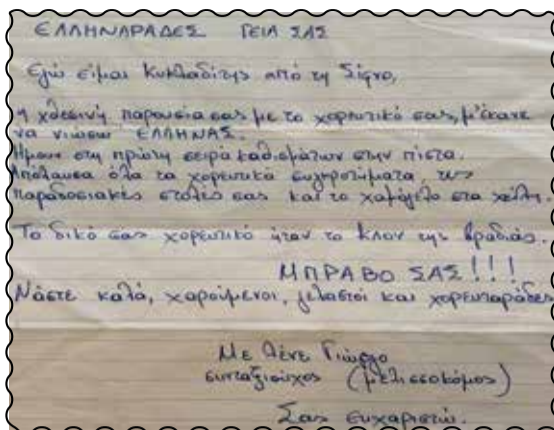 ΕΛΛΗΝΑΡΑΔΕΣ ΓΕΙΑ ΣΑΣ
Εγώ είμαι Κυκλαδίτης από τη Σίφνο,
η χθεσινή παρουσία σας με το χορευτικό σας, μ' έκανε
να νιώσω ΕΛΛΗΝΑΣ.
Ήμουν στη πρώτη σειρά καθισμάτων στην πίστα.
Απόλαυσα όλα τα χορευτικά συγκροτήματα, τις
παραδοσιακές στολές σας και το χαμόγελο στα χείλη.
Το δικό σας χορευτικό ήταν το κλου της βραδιάς.
ΜΠΡΑΒΟ ΣΑΣ!!!
Νάστε καλά, χαρούμενοι, γελαστοί και χορευταράδες
Με λένε Γιώργο
συνταξιούχος (μελισσοκόμος)
Σας ευχαριστώ.